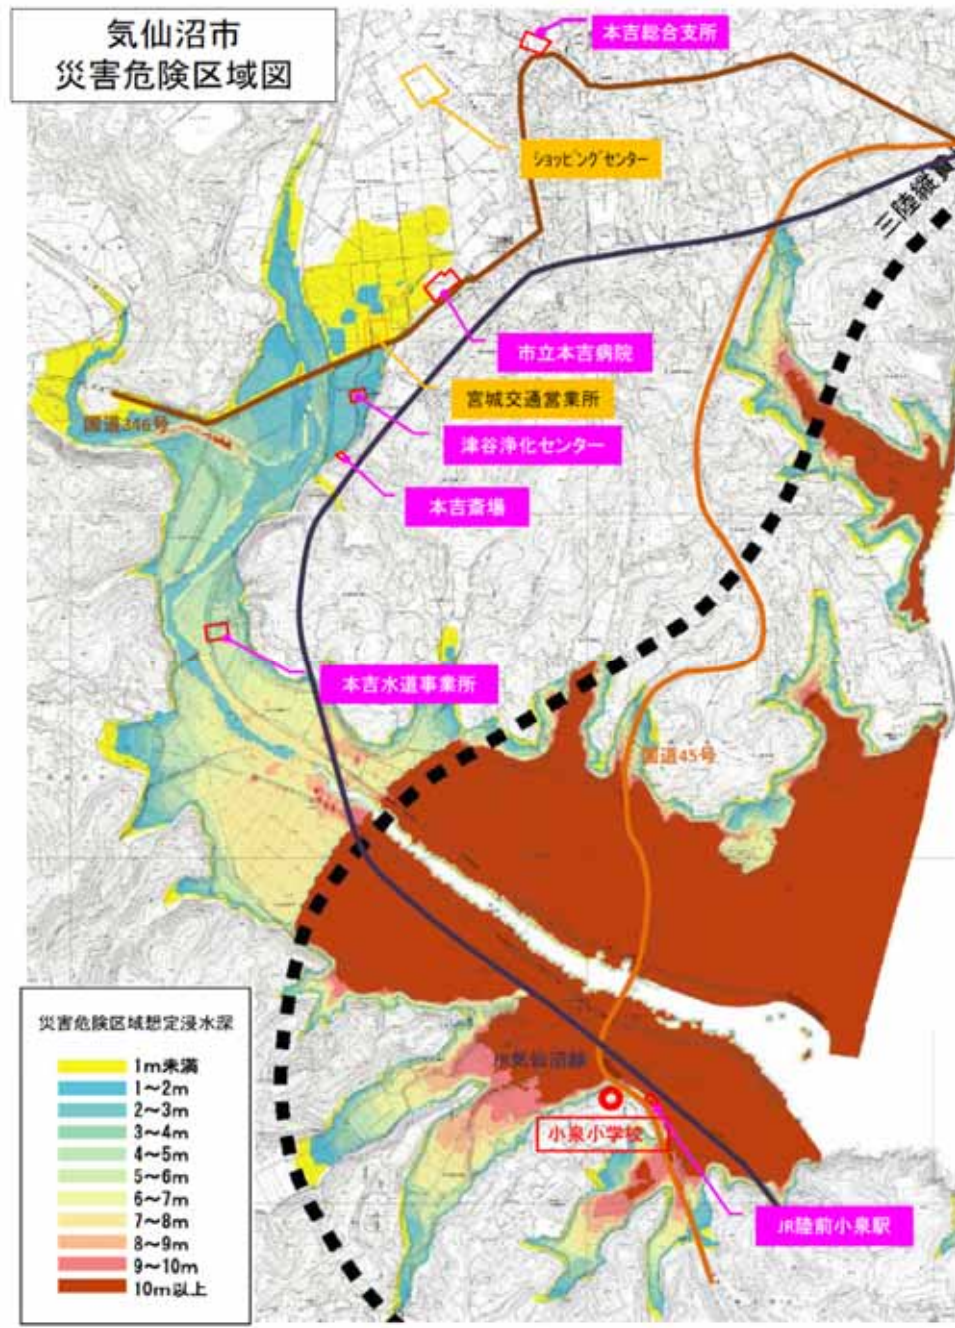 気仙沼市
災害危険区域図
本吉総合支所
ショッピングセンター
三陸縦貫
市立本吉病院
宮城交通営業所
国道346号
津谷浄化センター
本吉斎場
本吉水道事業所
国道45号
災害危険区域想定浸水深
1m未満
1〜2m
2〜3m
3〜4m
4〜5m
5〜6m
6〜7m
7〜8m
8〜9m
9〜10m
10m以上
JR気仙沼線
小泉小学校
JR陸前小泉駅